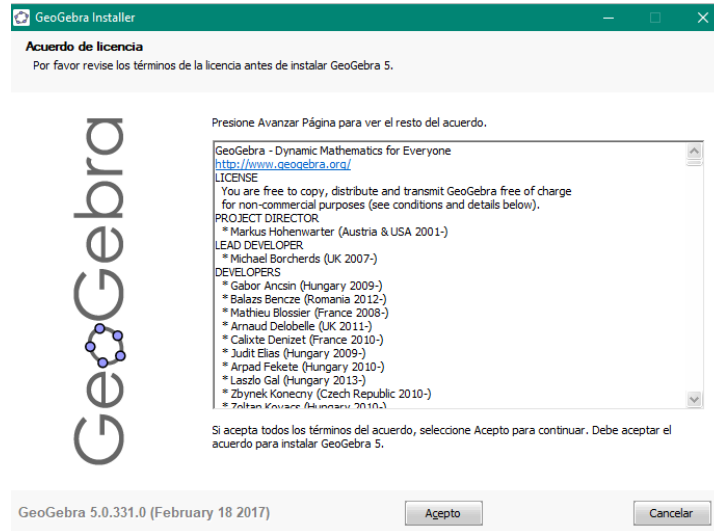 GeoGebra Installer
Acuerdo de licencia
Por favor revise los términos de la licencia antes de instalar GeoGebra 5.
GeoGebra
Presione Avanzar Página para ver el resto del acuerdo.
GeoGebra - Dynamic Mathematics for Everyone
http://www.geogebra.org/
LICENSE
You are free to copy, distribute and transmit GeoGebra free of charge
for non-commercial purposes (see conditions and details below).
PROJECT DIRECTOR
* Markus Hohenwarter (Austria & USA 2001-)
LEAD DEVELOPER
* Michael Borcherds (UK 2007-)
DEVELOPERS
* Gabor Ancsin (Hungary 2009-)
* Balazs Bencze (Romania 2012-)
* Mathieu Blossier (France 2008-)
* Arnaud Delobelle (UK 2011-)
* Calixte Denizet (France 2010-)
* Judit Elias (Hungary 2009-)
* Arpad Fekete (Hungary 2010-)
* Laszlo Gal (Hungary 2013-)
* Zbynek Konecny (Czech Republic 2010-)
* Zoltan Kovacs (Hungary 2010-)
Si acepta todos los términos del acuerdo, seleccione Acepto para continuar. Debe aceptar el
acuerdo para instalar GeoGebra 5.
GeoGebra 5.0.331.0 (February 18 2017)
Acepto
Cancelar